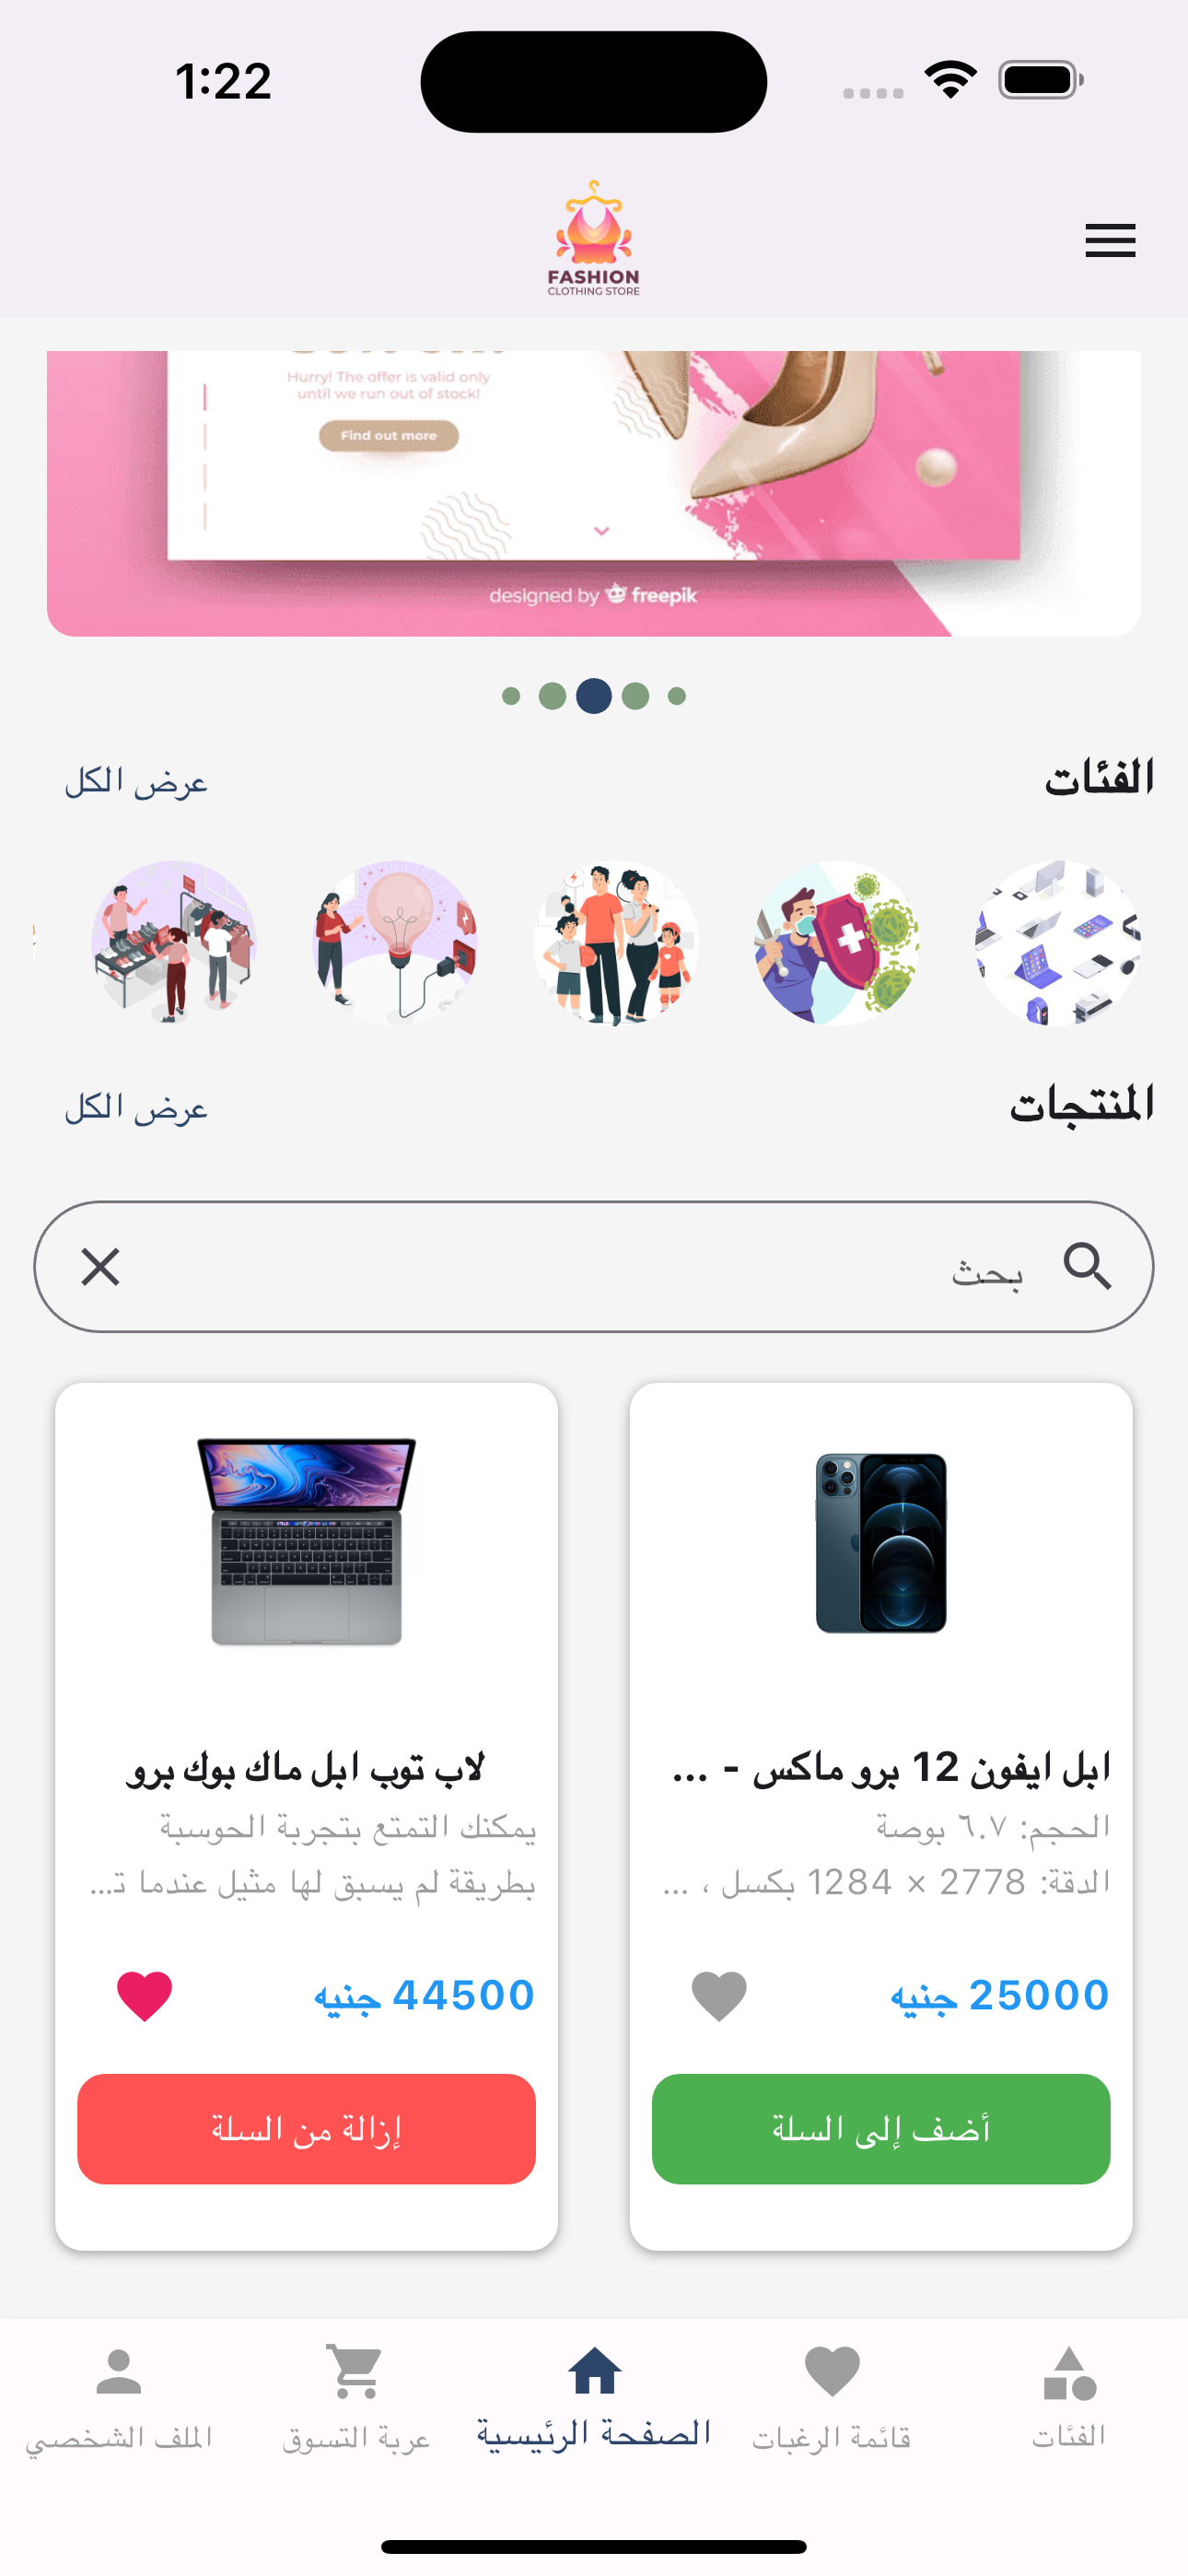 1:22
FASHION
CLOTHING STORE
Hurry! The offer is valid only
until we run out of stock!
Find out more
designed by freepik
الفئات
عرض الكل
المنتجات
عرض الكل
بحث
ابل ايفون 12 برو ماكس - ...
الحجم: ٦.٧ بوصة
الدقة: 2778 × 1284 بكسل ، ...
25000 جنيه
أضف إلى السلة
لاب توب ابل ماك بوك برو
يمكنك التمتع بتجربة الحوسبة
بطريقة لم يسبق لها مثيل عندما تـ...
44500 جنيه
إزالة من السلة
الفئات
قائمة الرغبات
الصفحة الرئيسية
عربة التسوق
الملف الشخصي